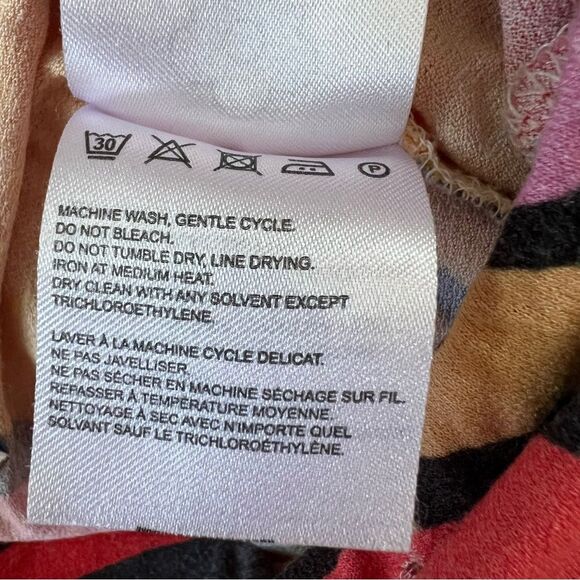 30 P
MACHINE WASH, GENTLE CYCLE.
DO NOT BLEACH.
DO NOT TUMBLE DRY, LINE DRYING.
IRON AT MEDIUM HEAT.
DRY CLEAN WITH ANY SOLVENT EXCEPT
TRICHLOROETHYLENE.
LAVER À LA MACHINE CYCLE DELICAT.
NE PAS JAVELLISER
NE PAS SÉCHER EN MACHINE SÉCHAGE SUR FIL.
REPASSER À TEMPÉRATURE MOYENNE.
NETTOYAGE À SEC AVEC N'IMPORTE QUEL
SOLVANT SAUF LE TRICHLOROÉTHYLÈNE.